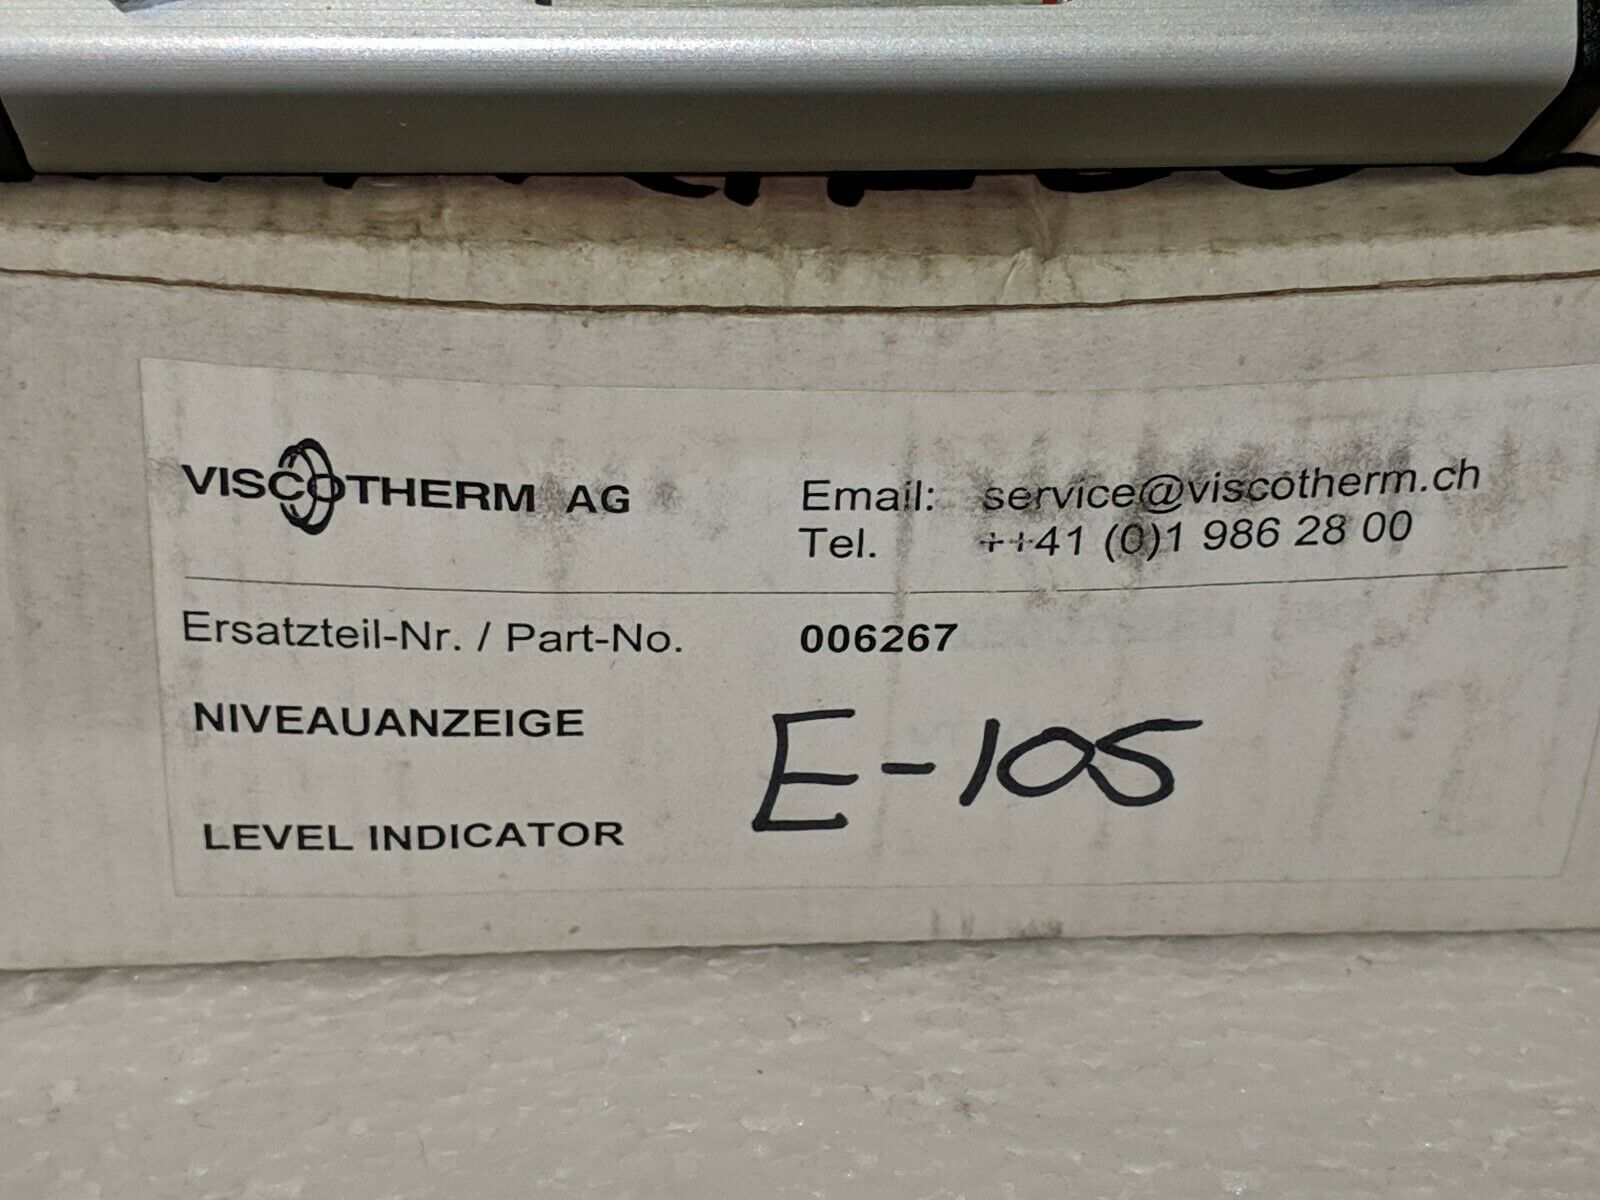 VISCOTHERM AG
Email: service@viscotherm.ch
Tel. ++41 (0)1 986 28 00
Ersatzteil-Nr. / Part-No. 006267
NIVEAUANZEIGE
E-105
LEVEL INDICATOR